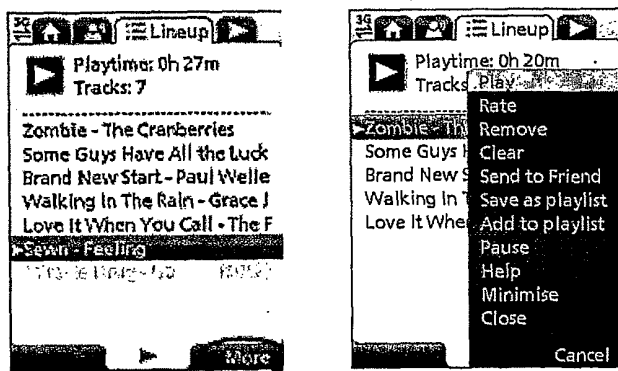 3G Lineup
Playtime: 0h 27m
Tracks: 7
Zombie - The Cranberries
Some Guys Have All the Luck
Brand New Start - Paul Welle
Walking In The Rain - Grace J
Love It When You Call - The F
Sewn - Feeling
More
3G Lineup
Playtime: 0h 20m
Tracks
Play
Rate
Zombie - Th
Remove
Some Guys H
Clear
Brand New S
Send to Friend
Walking In T
Save as playlist
Love It Whe
Add to playlist
Pause
Help
Minimise
Close
Cancel